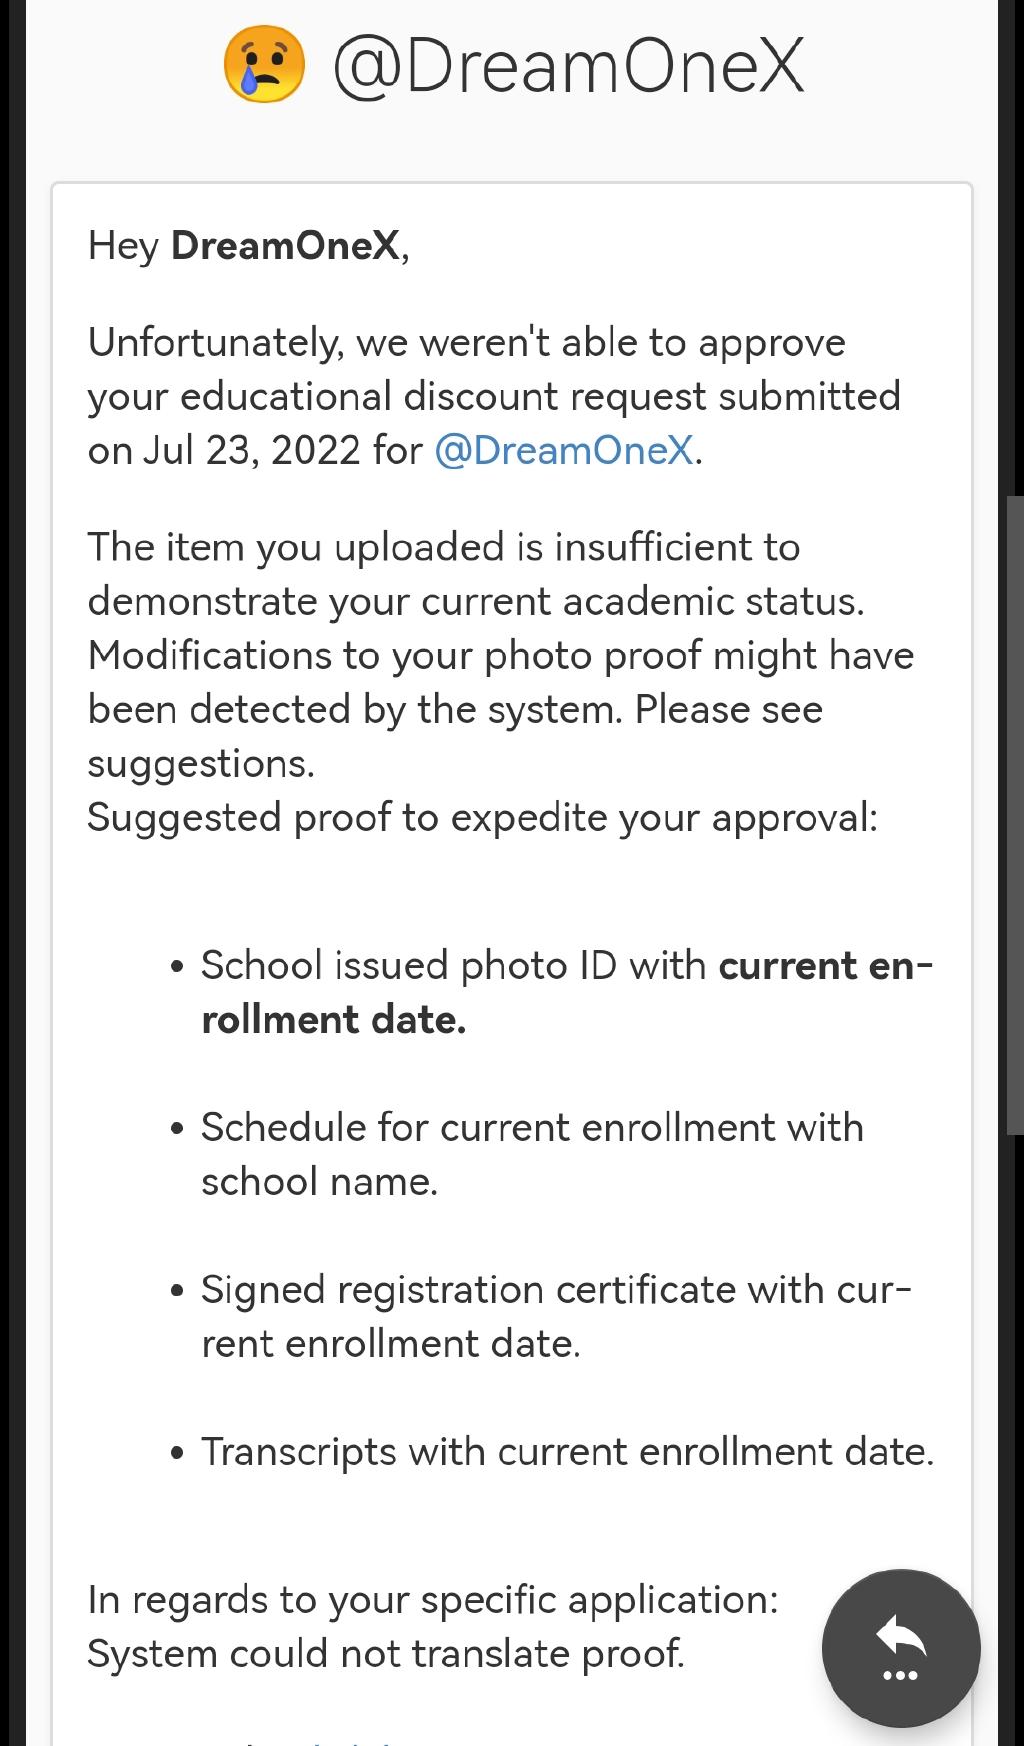 😢 @DreamOneX
Hey DreamOneX,
Unfortunately, we weren't able to approve
your educational discount request submitted
on Jul 23, 2022 for @DreamOneX.
The item you uploaded is insufficient to
demonstrate your current academic status.
Modifications to your photo proof might have
been detected by the system. Please see
suggestions.
Suggested proof to expedite your approval:
• School issued photo ID with current en-
rollment date.
• Schedule for current enrollment with
school name.
• Signed registration certificate with cur-
rent enrollment date.
• Transcripts with current enrollment date.
In regards to your specific application:
System could not translate proof.